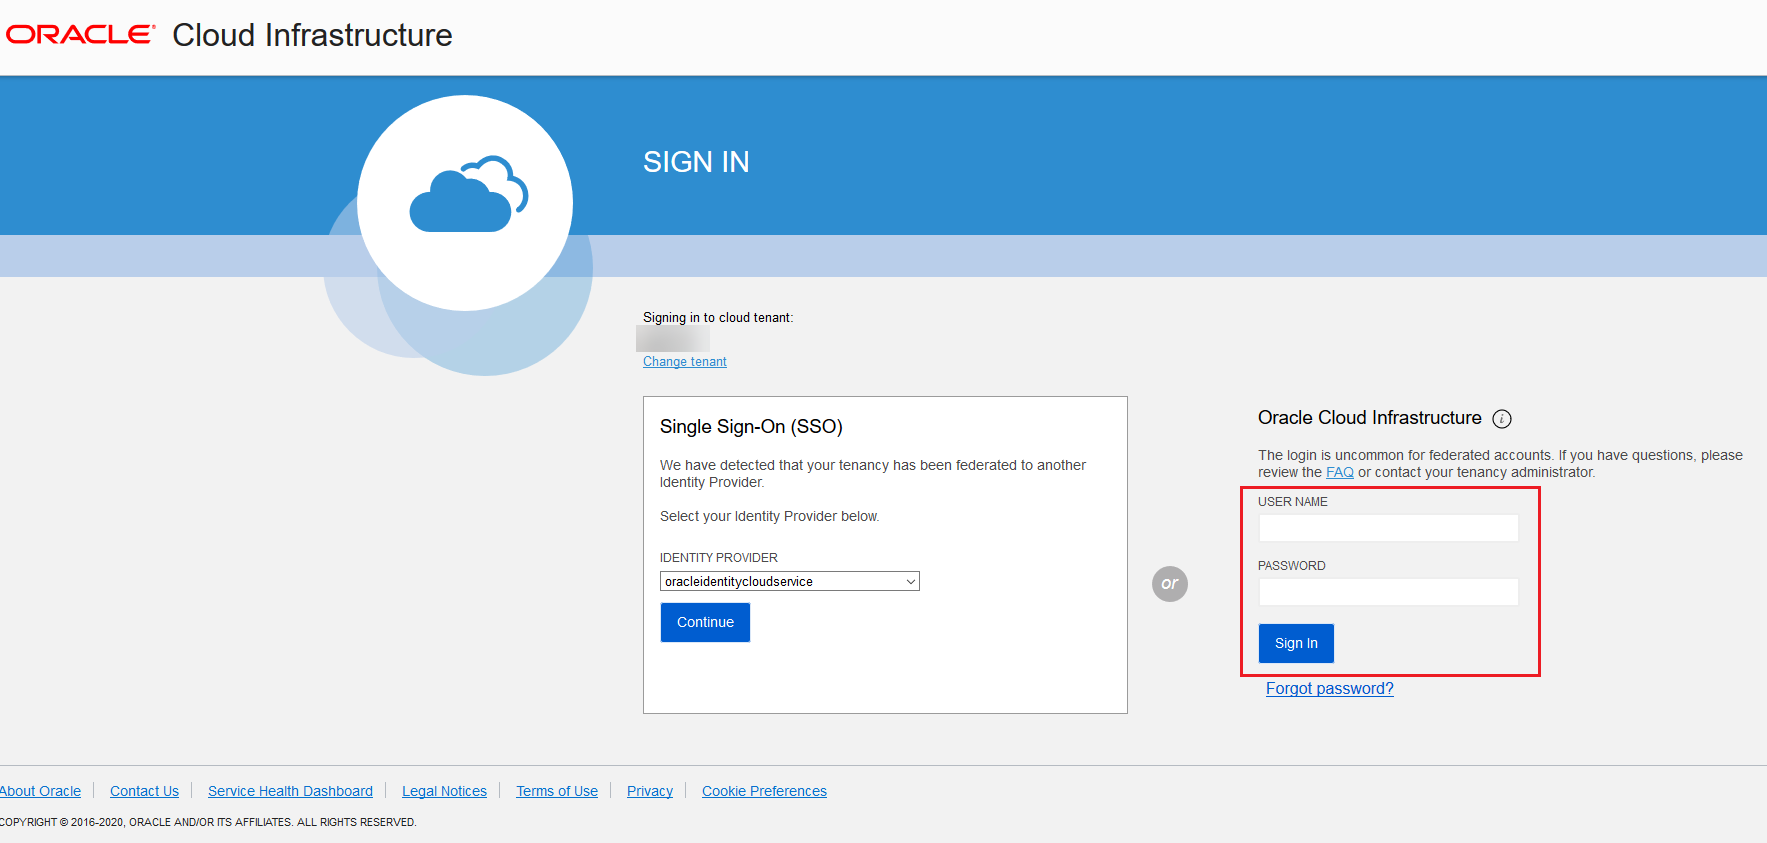 ORACLE® Cloud Infrastructure
SIGN IN
Signing in to cloud tenant:
Change tenant
Single Sign-On (SSO)
We have detected that your tenancy has been federated to another
Identity Provider.
Select your Identity Provider below.
IDENTITY PROVIDER
oracleidentitycloudservice
Continue
or
Oracle Cloud Infrastructure i
The login is uncommon for federated accounts. If you have questions, please
review the FAQ or contact your tenancy administrator.
USER NAME
PASSWORD
Sign In
Forgot password?
About Oracle Contact Us Service Health Dashboard Legal Notices Terms of Use Privacy Cookie Preferences
COPYRIGHT © 2016-2020, ORACLE AND/OR ITS AFFILIATES. ALL RIGHTS RESERVED.